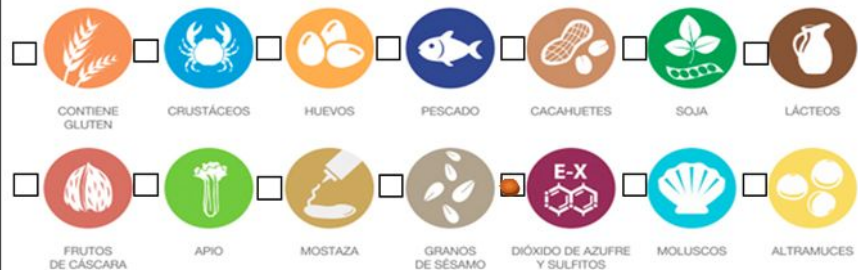 CONTIENE
GLUTEN
CRUSTÁCEOS
HUEVOS
PESCADO
CACAHUETES
SOJA
LÁCTEOS
E-X
FRUTOS
DE CÁSCARA
APIO
MOSTAZA
GRANOS
DE SÉSAMO
DIÓXIDO DE AZUFRE
Y SULFITOS
MOLUSCOS
ALTRAMUCES